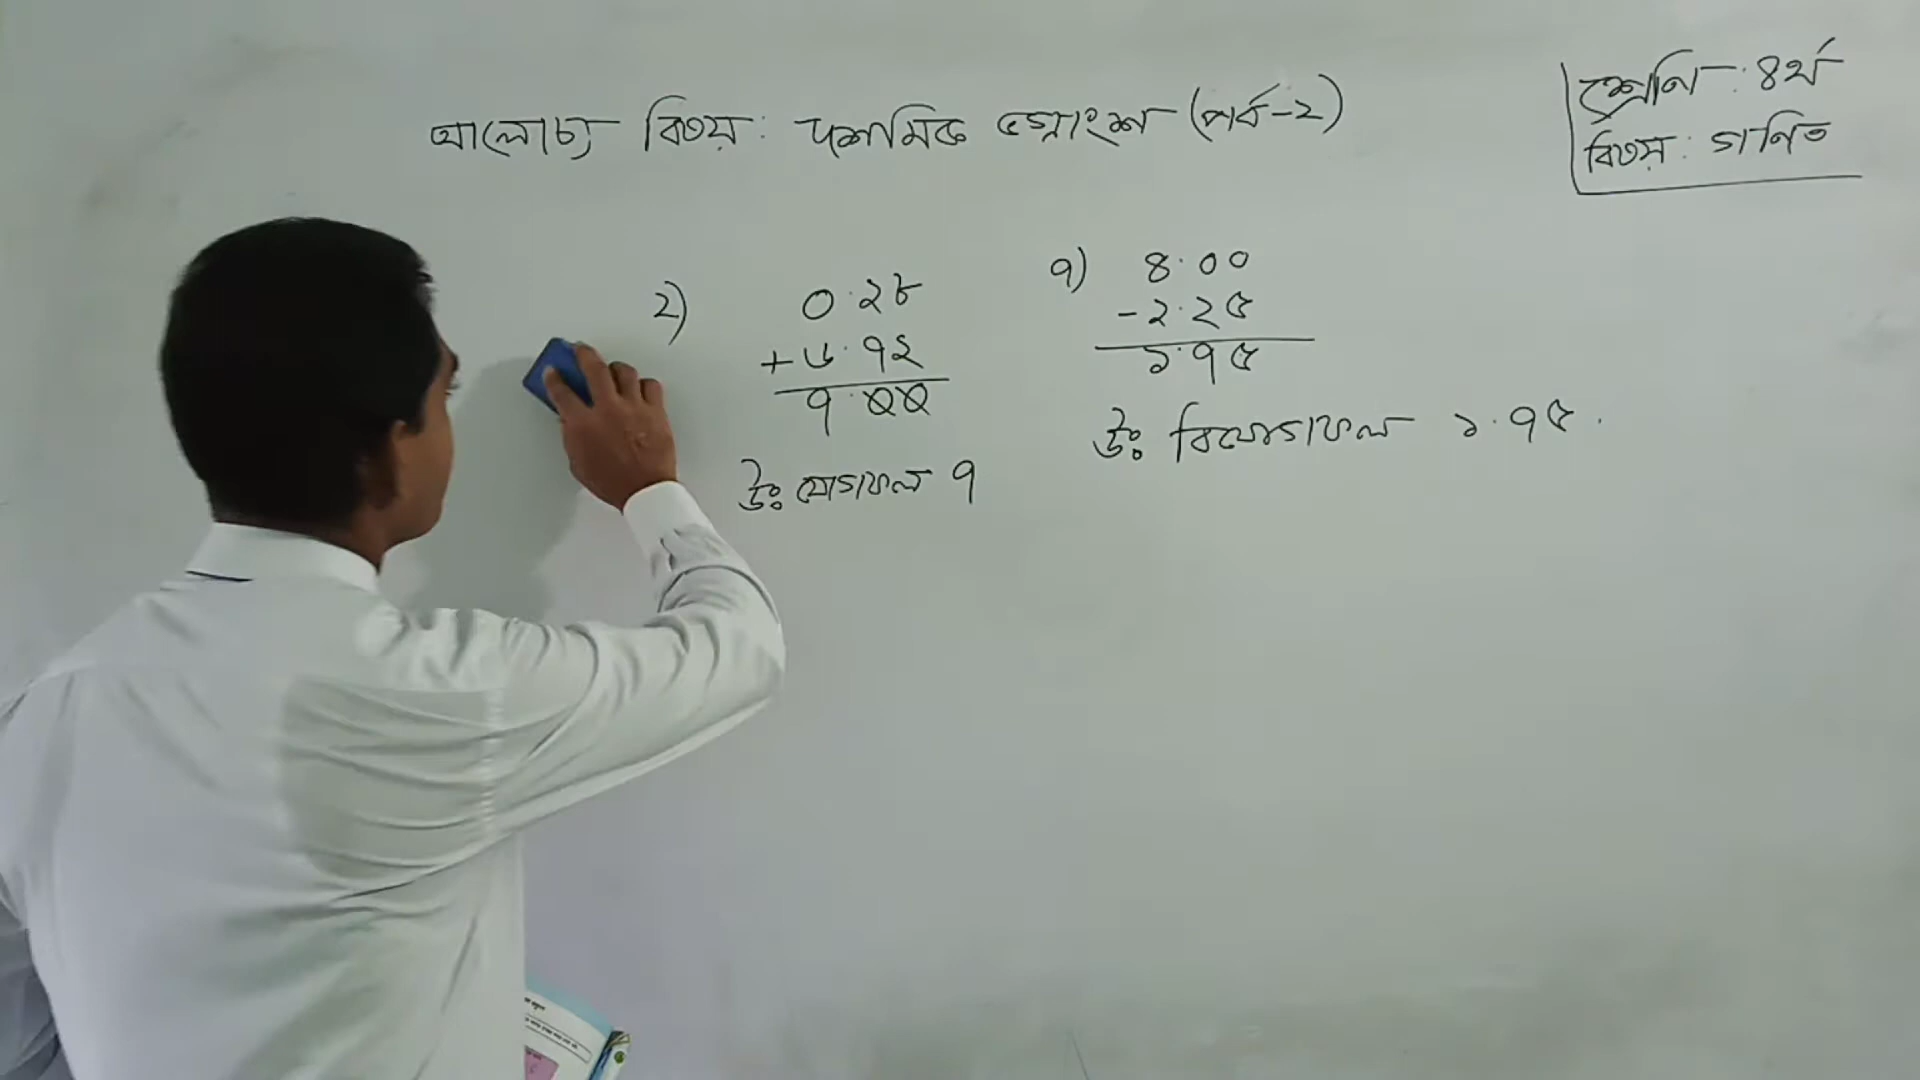 আলোচ্য বিষয়: দশমিক ভগ্নাংশ (পর্ব-২)
শ্রেণি: ৪র্থ
বিষয়: গণিত
২)
০.২৮
+ ৬.৭২
৭.০০
উঃ যোগফল ৭
৭)
৪.০০
- ২.২৫
১.৭৫
উঃ বিয়োগফল ১.৭৫.